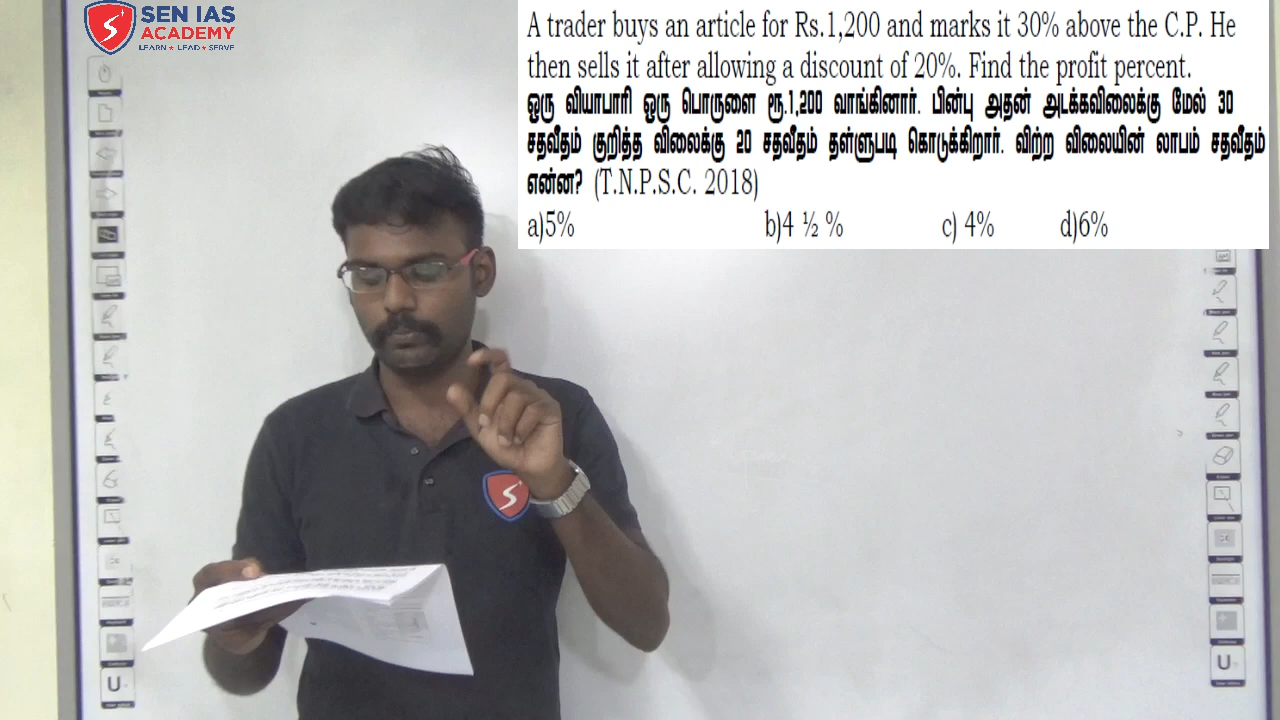 SEN IAS
ACADEMY
LEARN ★ LEAD ★ SERVE
A trader buys an article for Rs.1,200 and marks it 30% above the C.P. He
then sells it after allowing a discount of 20%. Find the profit percent.
ஒரு வியாபாரி ஒரு பொருளை ரூ.1,200 வாங்கினார். பின்பு அதன் அடக்கவிலைக்கு மேல் 30
சதவீதம் குறித்த விலைக்கு 20 சதவீதம் தள்ளுபடி கொடுக்கிறார். விற்ற விலையின் லாபம் சதவீதம்
என்ன? (T.N.P.S.C. 2018)
a)5% b)4 ½ % c) 4% d)6%
S
U
U